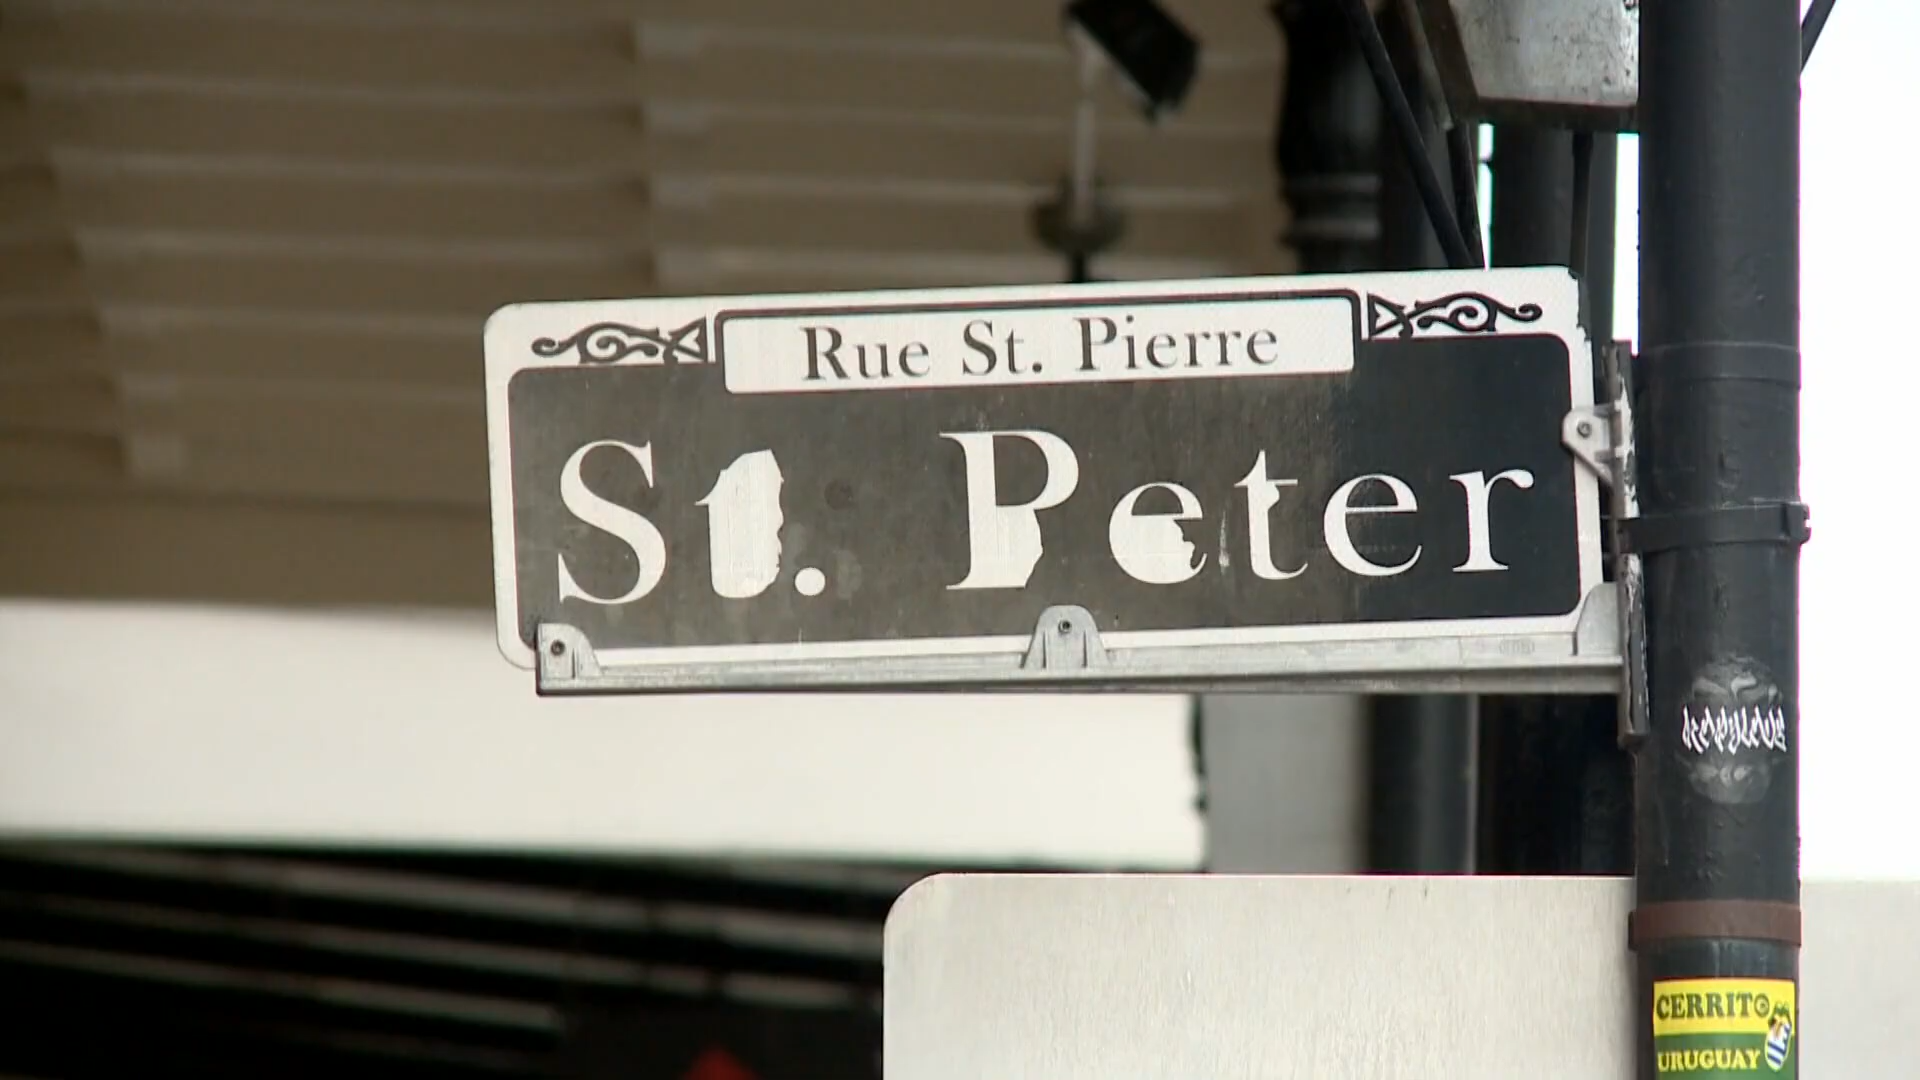 Rue St. Pierre
St. Peter
CERRITO
URUGUAY